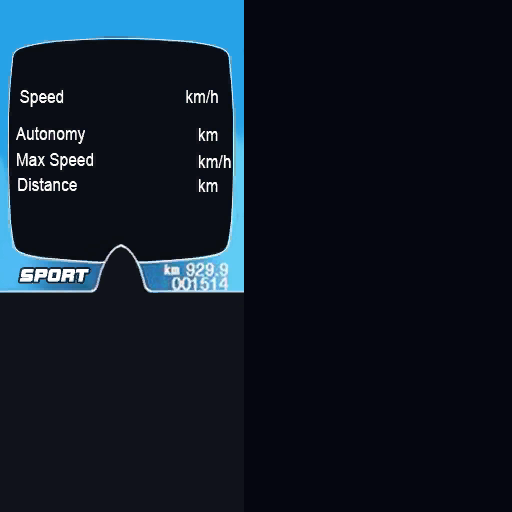 Speed km/h
Autonomy km
Max Speed km/h
Distance km
SPORT km 929.9
001514